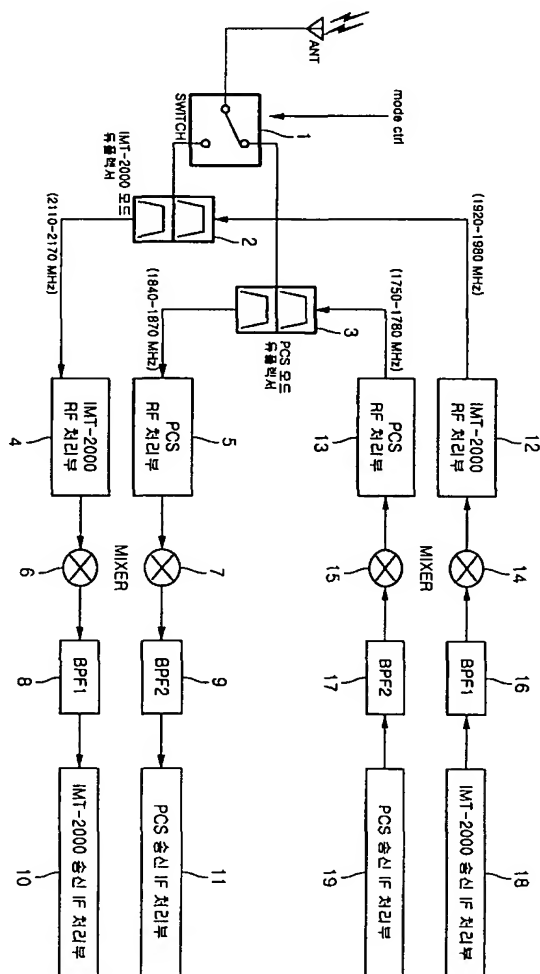 ANT
mode ctrl
SWITCH
1
IMT-2000 모드
듀플렉서
2
(2110-2170 MHz)
(1920-1980 MHz)
3
PCS 모드
듀플렉서
(1840-1870 MHz)
(1750-1780 MHz)
IMT-2000
RF 처리부
4
PCS
RF 처리부
5
PCS
RF 처리부
13
IMT-2000
RF 처리부
12
6
MIXER
7
15
MIXER
14
BPF1
8
BPF2
9
BPF2
17
BPF1
16
IMT-2000 송신 IF 처리부
10
PCS 송신 IF 처리부
11
PCS 송신 IF 처리부
19
IMT-2000 송신 IF 처리부
18